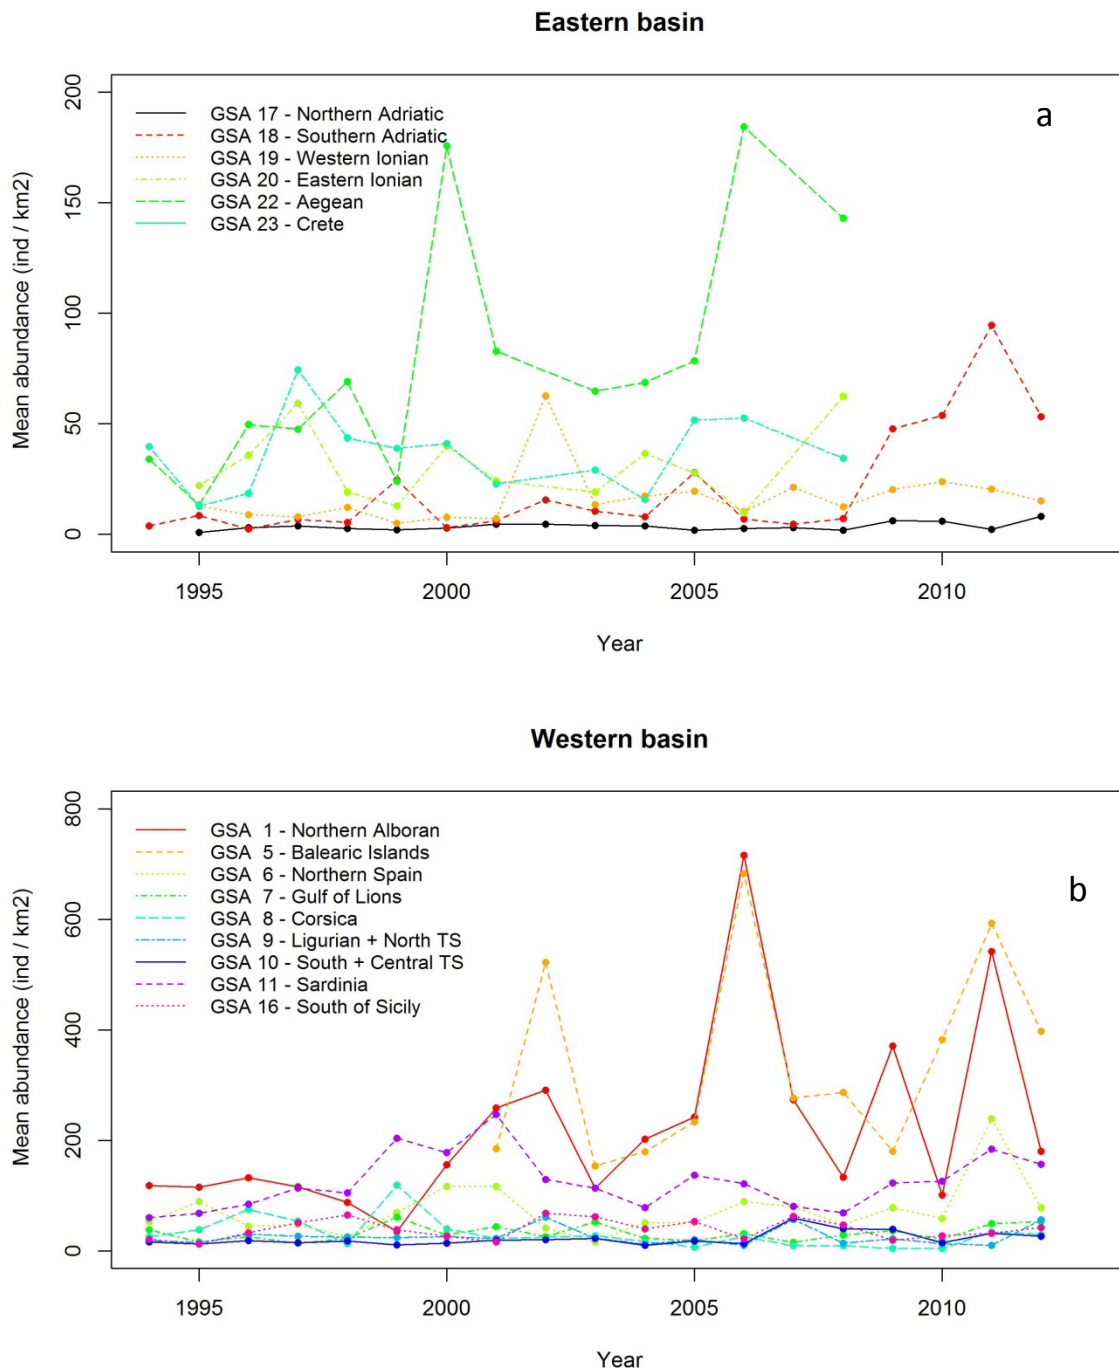 Eastern basin
a
Mean abundance (ind / km2)
200
150
100
50
0
GSA 17 - Northern Adriatic
GSA 18 - Southern Adriatic
GSA 19 - Western Ionian
GSA 20 - Eastern Ionian
GSA 22 - Aegean
GSA 23 - Crete
1995 2000 2005 2010
Year
Western basin
b
Mean abundance (ind / km2)
800
600
400
200
0
GSA 1 - Northern Alboran
GSA 5 - Balearic Islands
GSA 6 - Northern Spain
GSA 7 - Gulf of Lions
GSA 8 - Corsica
GSA 9 - Ligurian + North TS
GSA 10 - South + Central TS
GSA 11 - Sardinia
GSA 16 - South of Sicily
1995 2000 2005 2010
Year